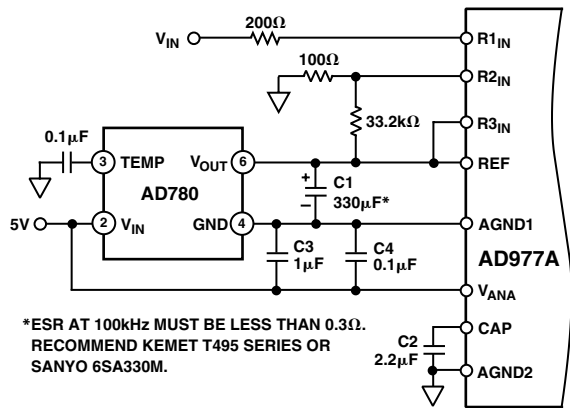 200Ω
V_IN
R1_IN
100Ω
R2_IN
33.2kΩ
R3_IN
0.1µF
3 TEMP
V_OUT 6
REF
AD780
+
C1
330µF*
–
5V
2 V_IN
GND 4
AGND1
C3
1µF
C4
0.1µF
AD977A
V_ANA
*ESR AT 100kHz MUST BE LESS THAN 0.3Ω.
RECOMMEND KEMET T495 SERIES OR
SANYO 6SA330M.
CAP
C2
2.2µF
AGND2